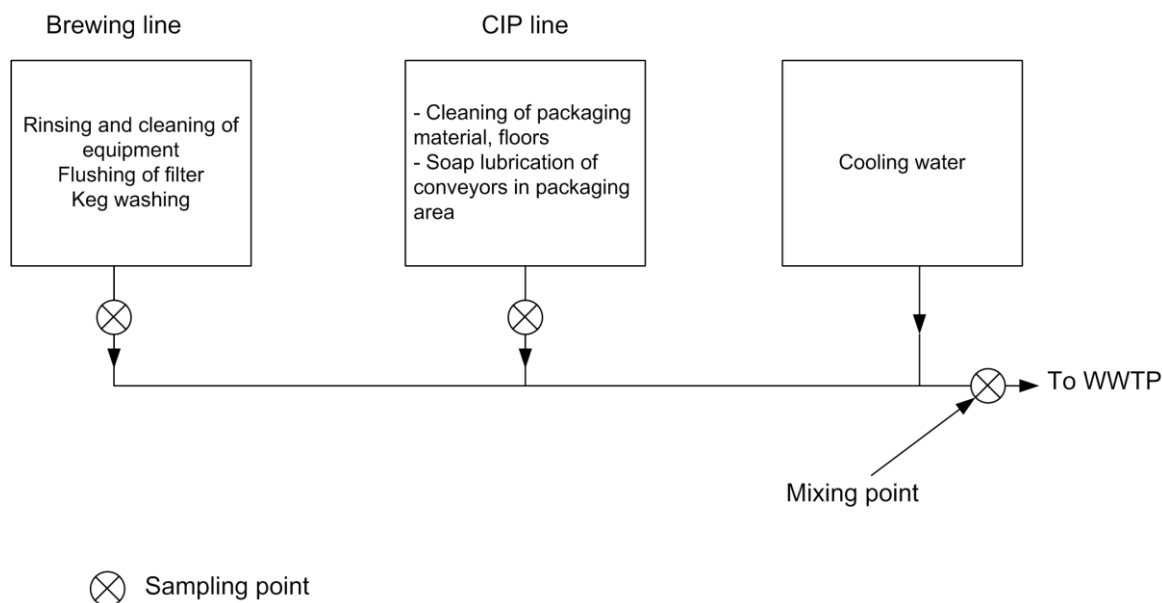 Brewing line
CIP line
Rinsing and cleaning of
equipment
Flushing of filter
Keg washing
- Cleaning of packaging
material, floors
- Soap lubrication of
conveyors in packaging
area
Cooling water
To WWTP
Mixing point
Sampling point